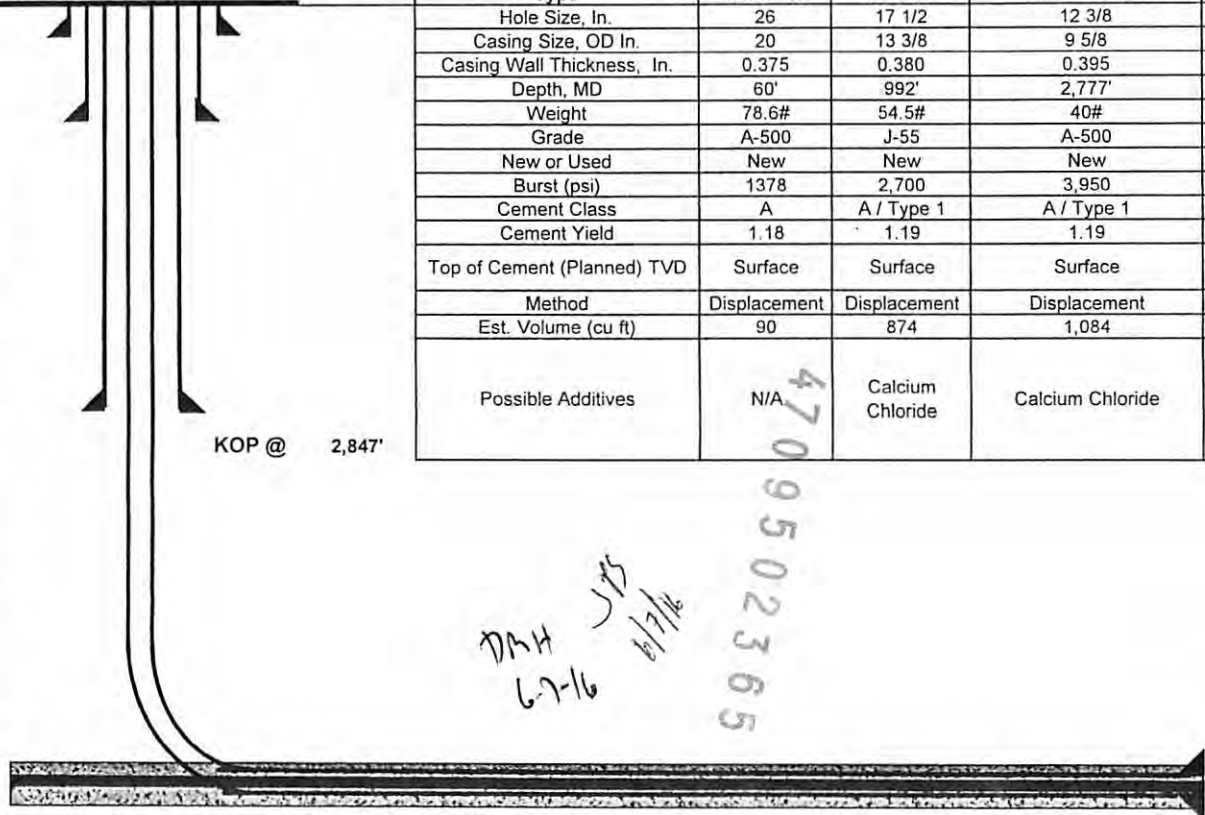 Hole Size, In. 26 17 1/2 12 3/8
Casing Size, OD In. 20 13 3/8 9 5/8
Casing Wall Thickness, In. 0.375 0.380 0.395
Depth, MD 60' 992' 2,777'
Weight 78.6# 54.5# 40#
Grade A-500 J-55 A-500
New or Used New New New
Burst (psi) 1378 2,700 3,950
Cement Class A A / Type 1 A / Type 1
Cement Yield 1.18 1.19 1.19
Top of Cement (Planned) TVD Surface Surface Surface
Method Displacement Displacement Displacement
Est. Volume (cu ft) 90 874 1,084
Possible Additives N/A Calcium Chloride Calcium Chloride
KOP @ 2,847'
4709502365
DMH
6-7-16
6/7/16